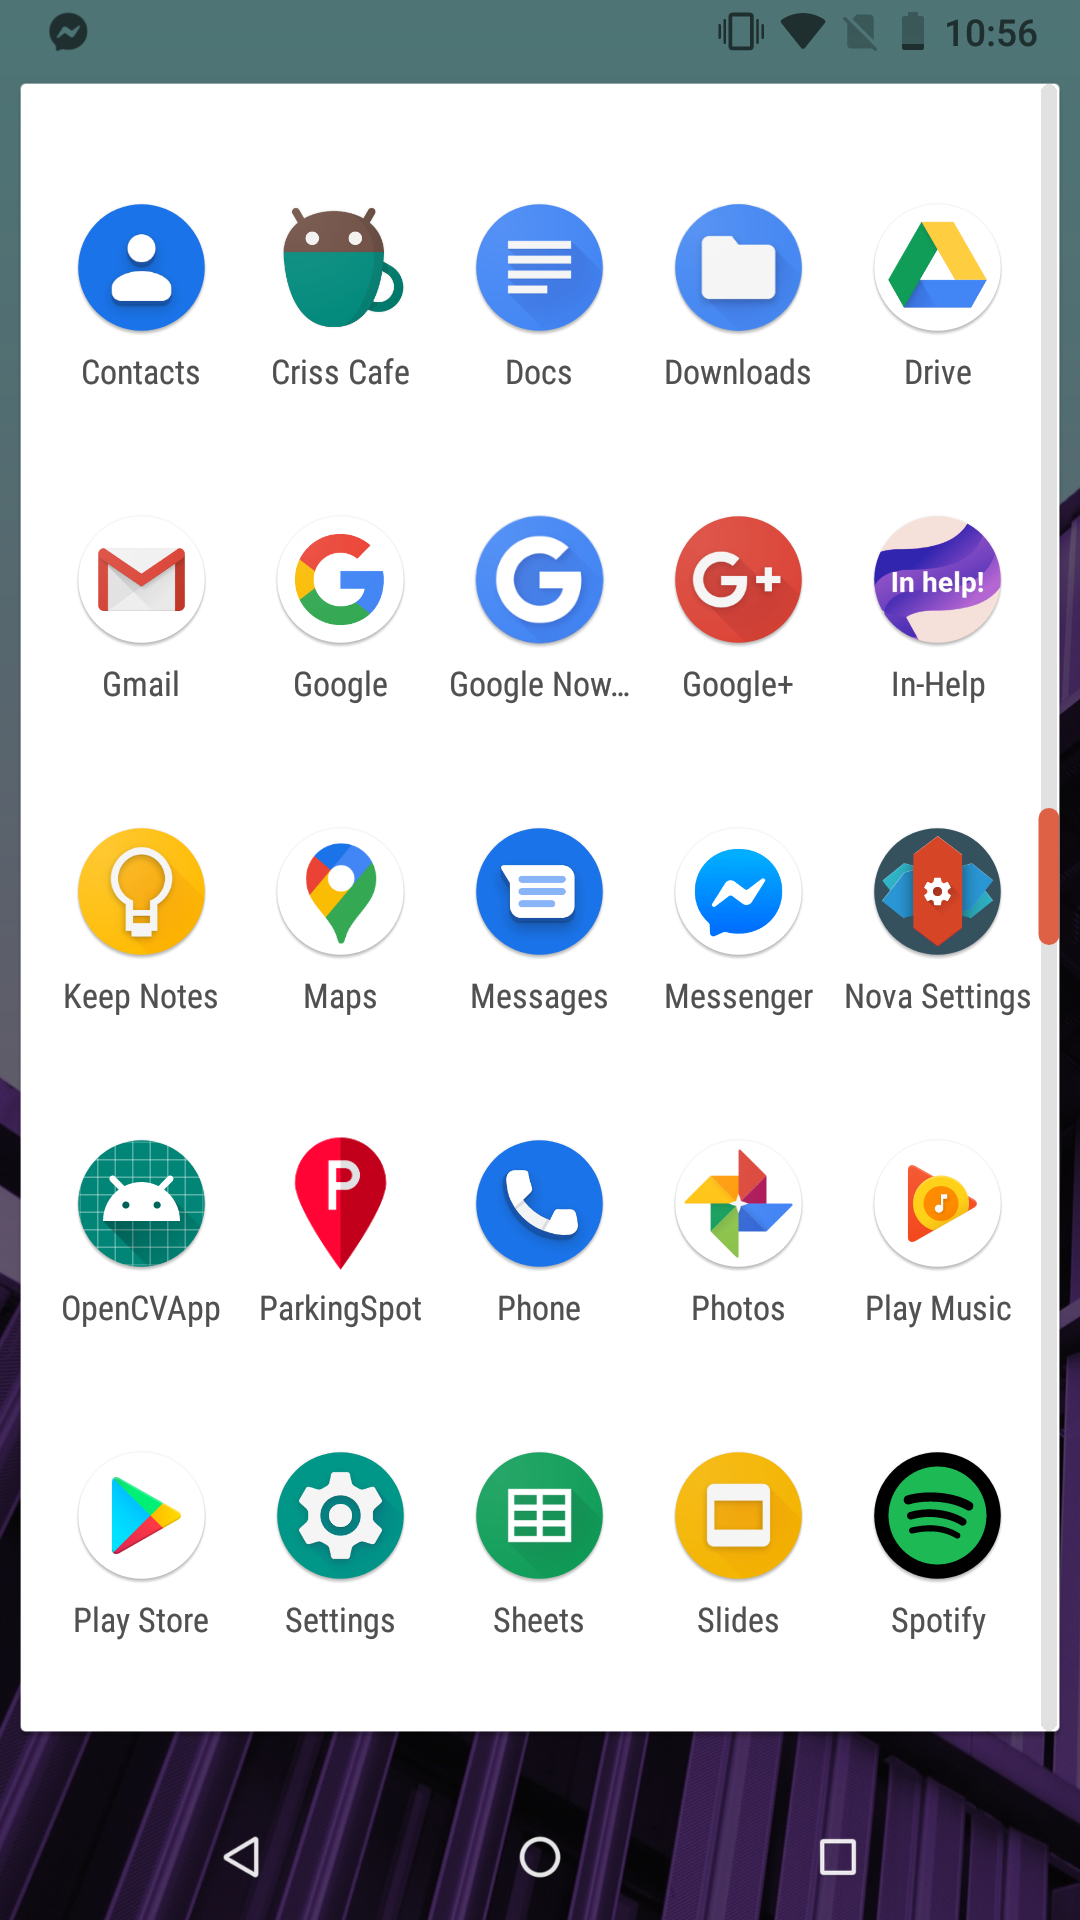 10:56
Contacts
Criss Cafe
Docs
Downloads
Drive
In help!
Gmail
Google
Google Now...
Google+
In-Help
Keep Notes
Maps
Messages
Messenger
Nova Settings
P
OpenCVApp
ParkingSpot
Phone
Photos
Play Music
Play Store
Settings
Sheets
Slides
Spotify